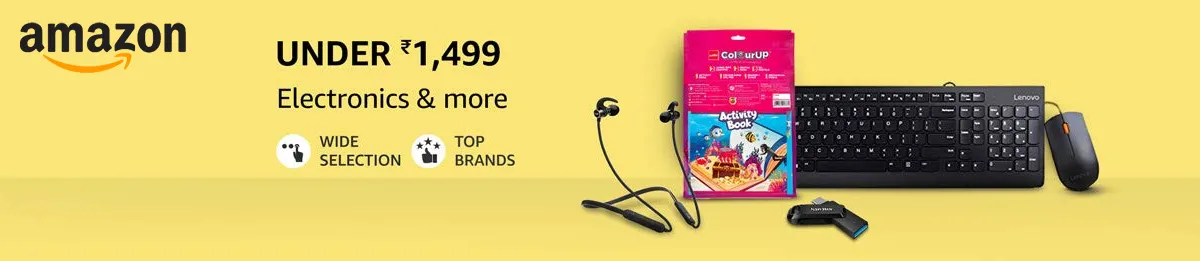 amazon
UNDER ₹1,499
Electronics & more
WIDE
SELECTION
TOP
BRANDS
ColourUP
Activity
Book
Lenovo